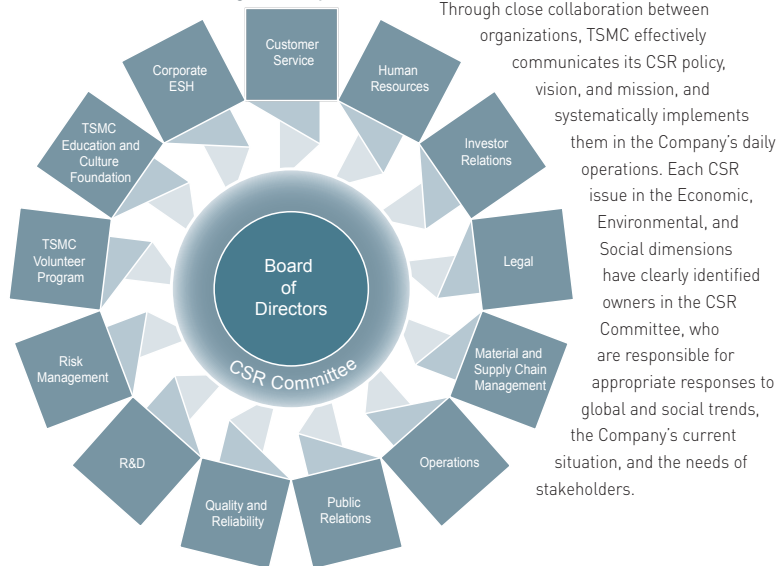 Through close collaboration between
organizations, TSMC effectively
communicates its CSR policy,
vision, and mission, and
systematically implements
them in the Company's daily
operations. Each CSR
issue in the Economic,
Environmental, and
Social dimensions
have clearly identified
owners in the CSR
Committee, who
are responsible for
appropriate responses to
global and social trends,
the Company's current
situation, and the needs of
stakeholders.
Customer
Service
Human
Resources
Investor
Relations
Legal
Material and
Supply Chain
Management
Operations
Public
Relations
Quality and
Reliability
R&D
Risk
Management
TSMC
Volunteer
Program
TSMC
Education and
Culture
Foundation
Corporate
ESH
Board
of
Directors
CSR Committee